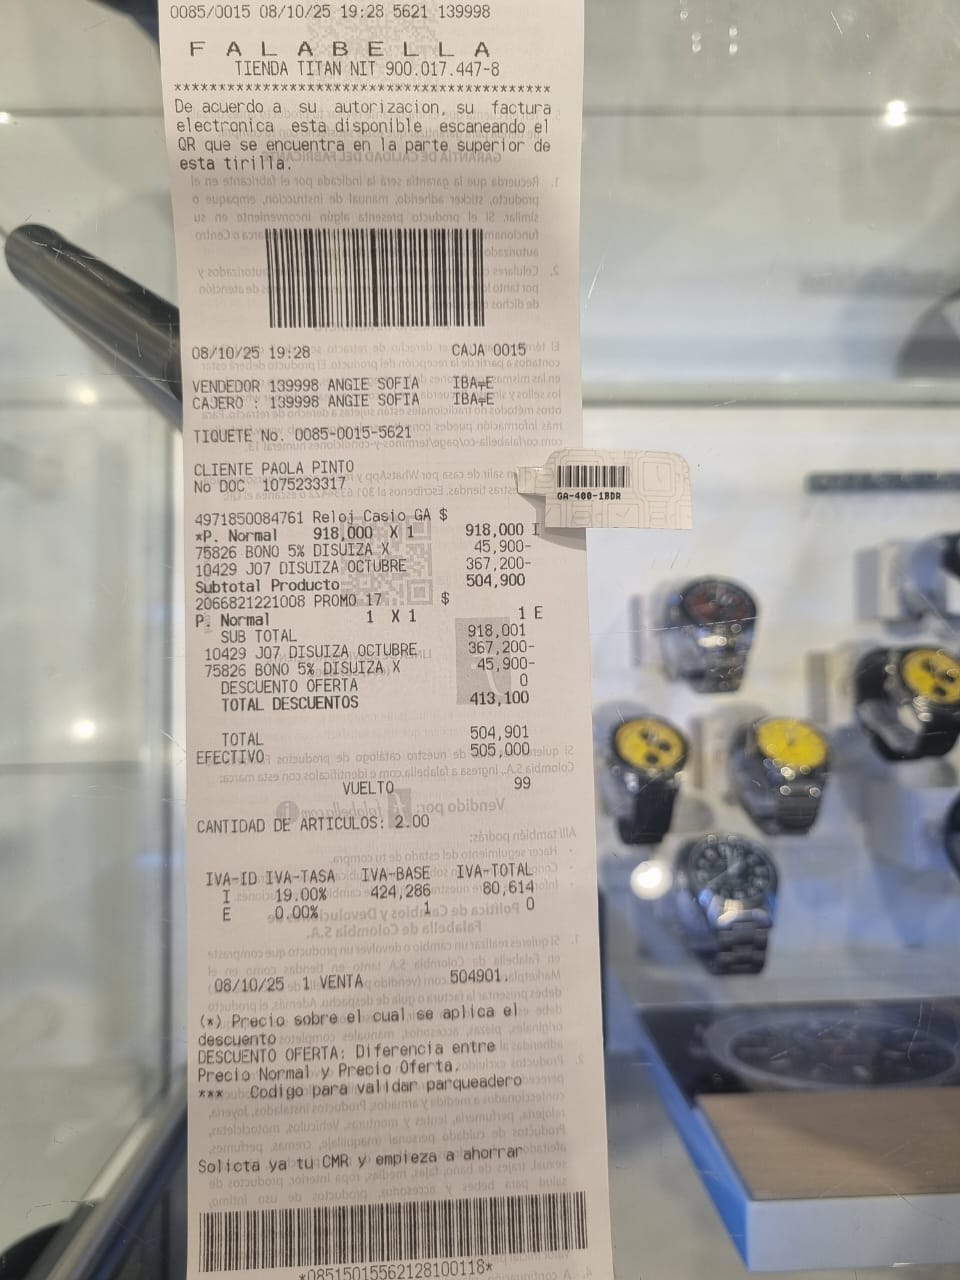 0085/0015 08/10/25 19:28 5621 139998
F A L A B E L L A
TIENDA TITAN NIT 900.017.447-8
*****************************************
De acuerdo a su autorizacion, su factura
electronica esta disponible escaneando el
QR que se encuentra en la parte superior de
esta tirilla.
08/10/25 19:28 CAJA 0015
VENDEDOR 139998 ANGIE SOFIA IBA┬E
CAJERO : 139998 ANGIE SOFIA IBA┬E
TIQUETE No. 0085-0015-5621
CLIENTE PAOLA PINTO
No DOC 1075233317
GA-400-1BDR
4971850084761 Reloj Casio GA $
*P. Normal 918,000 X 1 918,000 I
75826 BONO 5% DISUIZA X 45,900-
10429 J07 DISUIZA OCTUBRE 367,200-
Subtotal Producto 504,900
2066821221008 PROMO 17 $
P. Normal 1 X 1 1 E
SUB TOTAL 918,001
10429 J07 DISUIZA OCTUBRE 367,200-
75826 BONO 5% DISUIZA X 45,900-
DESCUENTO OFERTA 0
TOTAL DESCUENTOS 413,100
TOTAL 504,901
EFECTIVO 505,000
VUELTO 99
CANTIDAD DE ARTICULOS: 2.00
IVA-ID IVA-TASA IVA-BASE IVA-TOTAL
I 19.00% 424,286 80,614
E 0.00% 1 0
08/10/25 1 VENTA 504901.
(*) Precio sobre el cual se aplica el
descuento
DESCUENTO OFERTA: Diferencia entre
Precio Normal y Precio Oferta.
*** Codigo para validar parqueadero
Solicta ya tu CMR y empieza a ahorrar
*08515015562128100118*